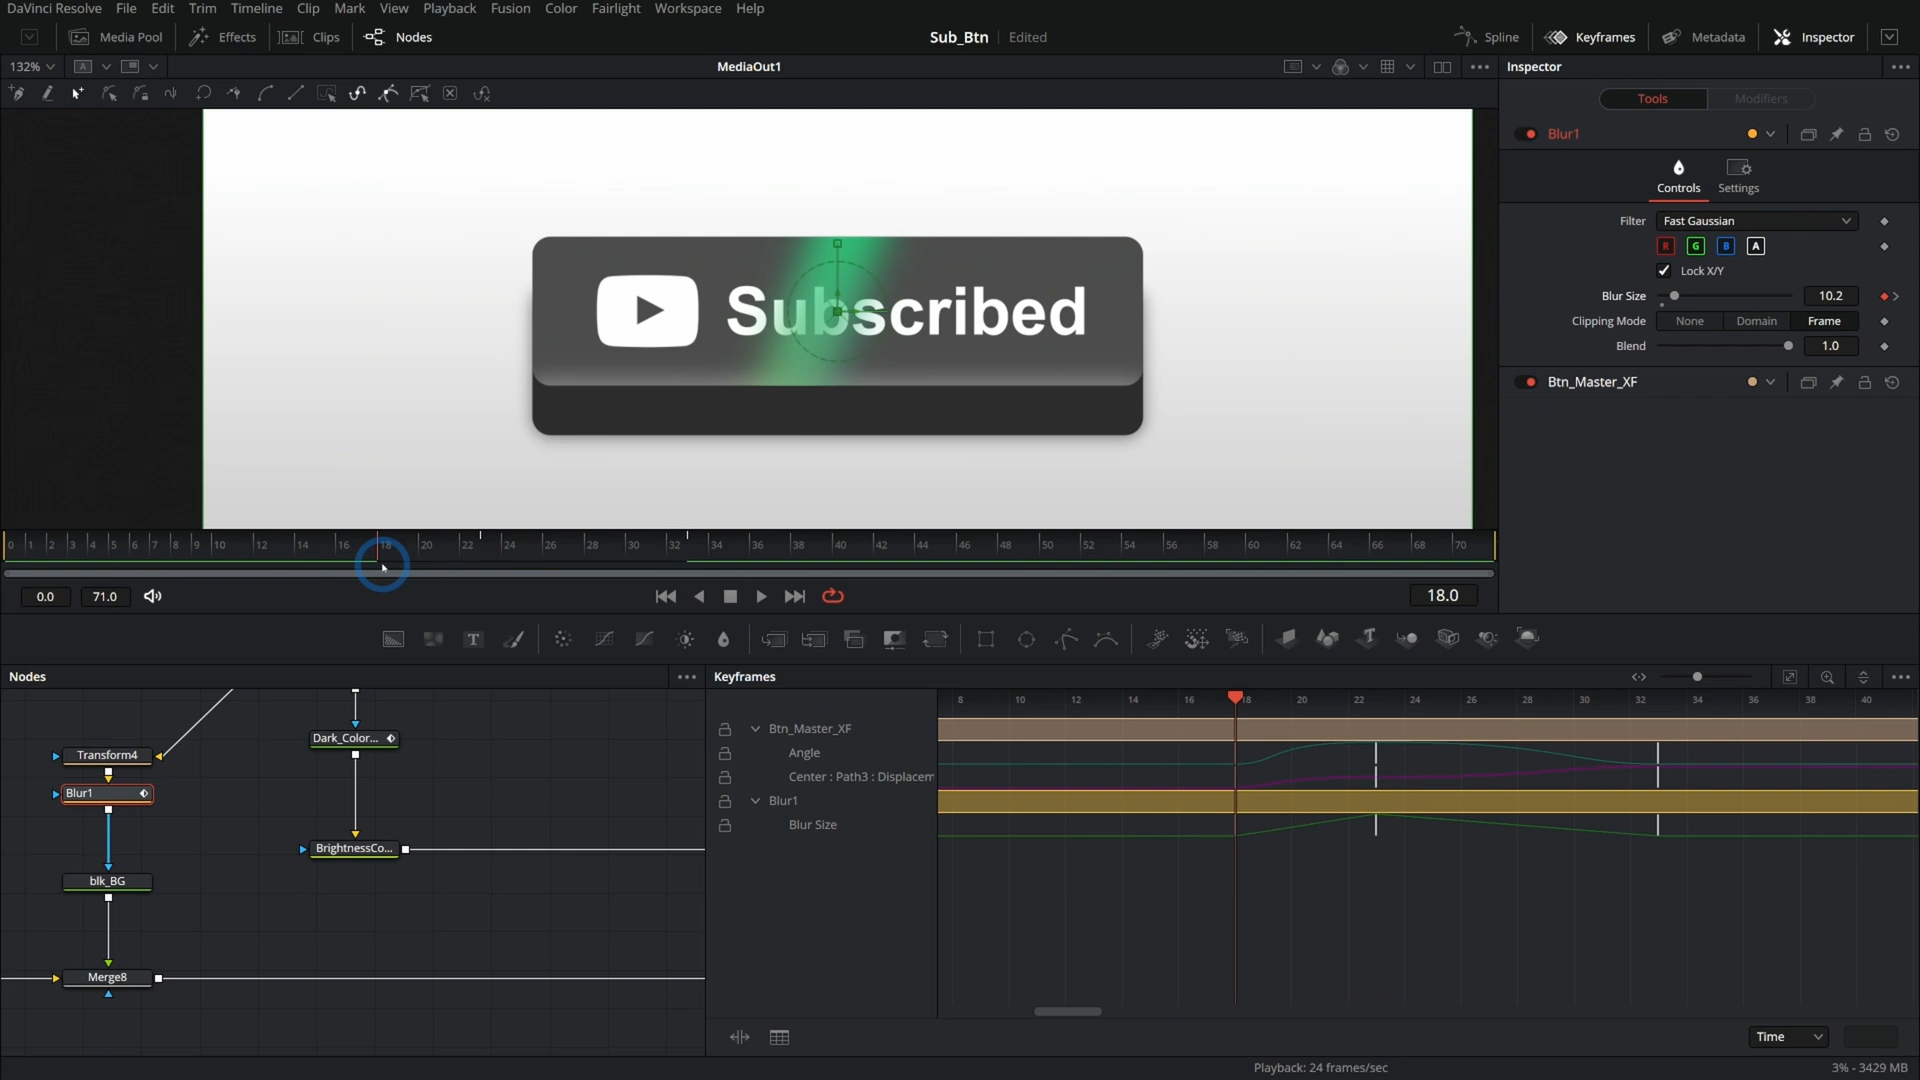 DaVinci Resolve File Edit Trim Timeline Clip Mark View Playback Fusion Color Fairlight Workspace Help
Media Pool Effects Clips Nodes Sub_Btn Edited Spline Keyframes Metadata Inspector
132% A MediaOut1 Inspector
Tools Modifiers
Blur1
Controls Settings
Filter Fast Gaussian
R G B A
Lock X/Y
Blur Size 10.2
Clipping Mode None Domain Frame
Blend 1.0
Btn_Master_XF
Subscribed
0 1 2 3 4 5 6 7 8 9 10 12 14 16 18 20 22 24 26 28 30 32 34 36 38 40 42 44 46 48 50 52 54 56 58 60 62 64 66 68 70
0.0 71.0 18.0
T T
Nodes Keyframes
8 10 12 14 16 18 20 22 24 26 28 30 32 34 36 38 40
Btn_Master_XF
Angle
Center : Path3 : Displacem
Blur1
Blur Size
Dark_Color...
Transform4
Blur1
BrightnessCo...
blk_BG
Merge8
Time
Playback: 24 frames/sec 3% - 3429 MB